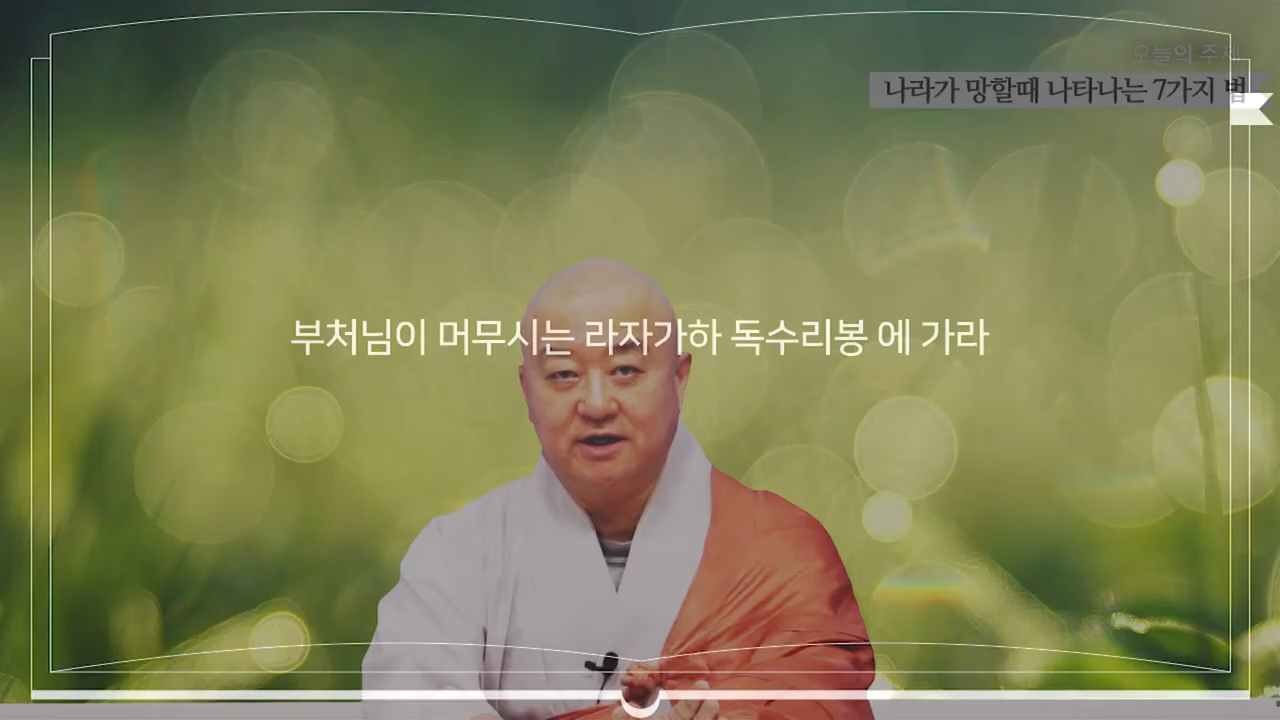 오늘의 주제
나라가 망할때 나타나는 7가지 법
부처님이 머무시는 라자가하 독수리봉 에 가라